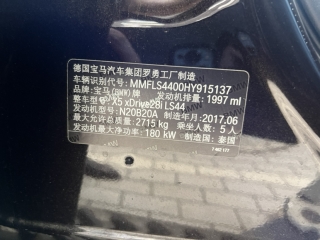 德国宝马汽车集团罗勇工厂制造
车辆识别代号: MMFLS4400HY915137
品牌: 宝马(BMW)牌 发动机排量: 1997 ml
整车型号: X5 xDrive28i LS44
发动机型号: N20B20A 制造年月: 2017.06
最大允许总质量: 2715 kg 乘坐人数: 5人
发动机最大净功率: 180 kW 制造国: 泰国